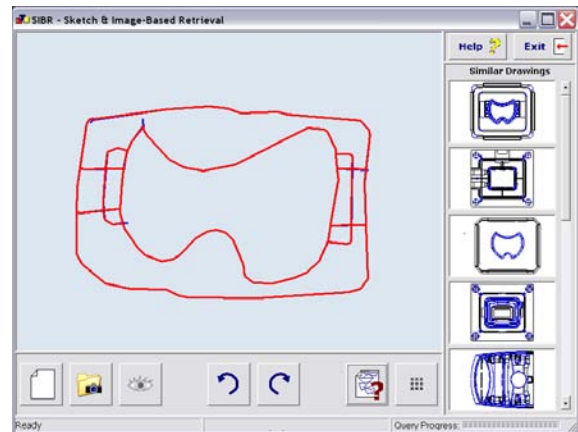 SIBR - Sketch & Image-Based Retrieval
Help Exit
Similar Drawings
Ready
Query Progress: